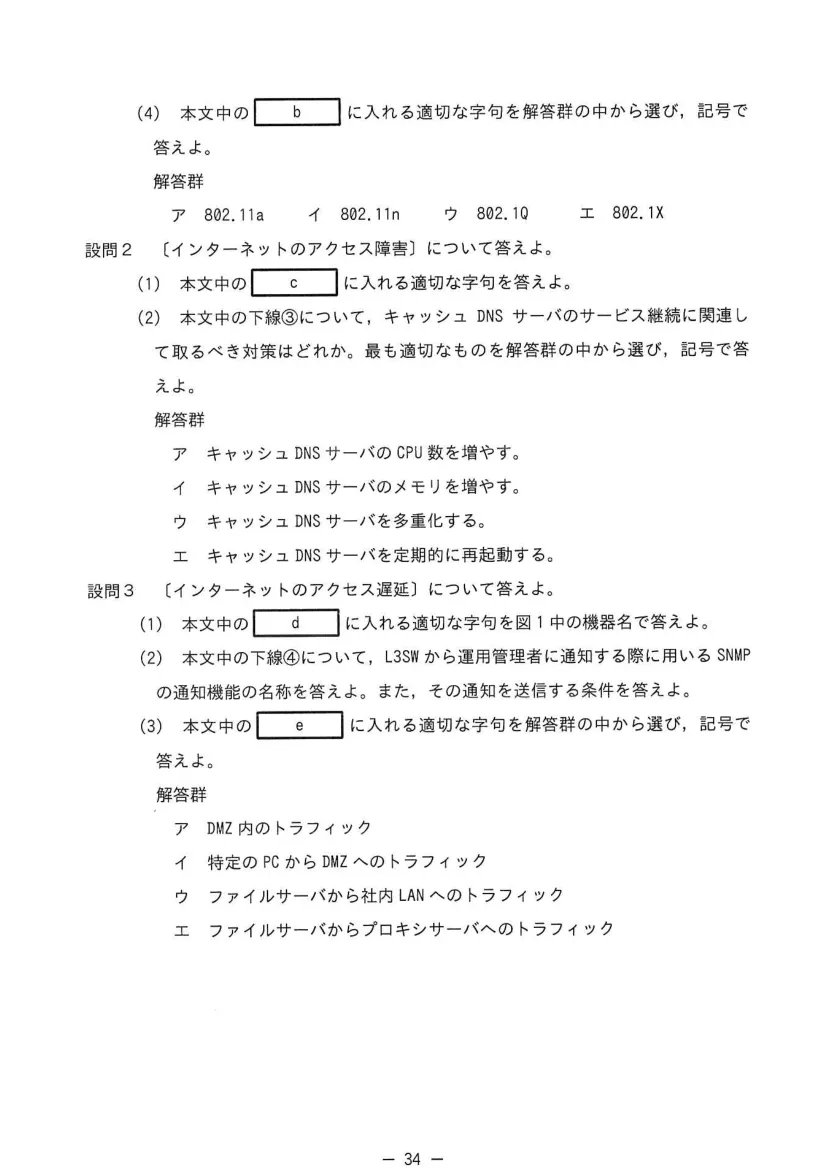 (4) 本文中の b に入れる適切な字句を解答群の中から選び，記号で
答えよ。
解答群
ア 802.11a イ 802.11n ウ 802.1Q エ 802.1X
設問２ 〔インターネットのアクセス障害〕について答えよ。
(1) 本文中の c に入れる適切な字句を答えよ。
(2) 本文中の下線③について，キャッシュ DNS サーバのサービス継続に関連し
て取るべき対策はどれか。最も適切なものを解答群の中から選び，記号で答
えよ。
解答群
ア キャッシュ DNS サーバの CPU 数を増やす。
イ キャッシュ DNS サーバのメモリを増やす。
ウ キャッシュ DNS サーバを多重化する。
エ キャッシュ DNS サーバを定期的に再起動する。
設問３ 〔インターネットのアクセス遅延〕について答えよ。
(1) 本文中の d に入れる適切な字句を図１中の機器名で答えよ。
(2) 本文中の下線④について，L3SW から運用管理者に通知する際に用いる SNMP
の通知機能の名称を答えよ。また，その通知を送信する条件を答えよ。
(3) 本文中の e に入れる適切な字句を解答群の中から選び，記号で
答えよ。
解答群
ア DMZ 内のトラフィック
イ 特定の PC から DMZ へのトラフィック
ウ ファイルサーバから社内 LAN へのトラフィック
エ ファイルサーバからプロキシサーバへのトラフィック
－ 34 －